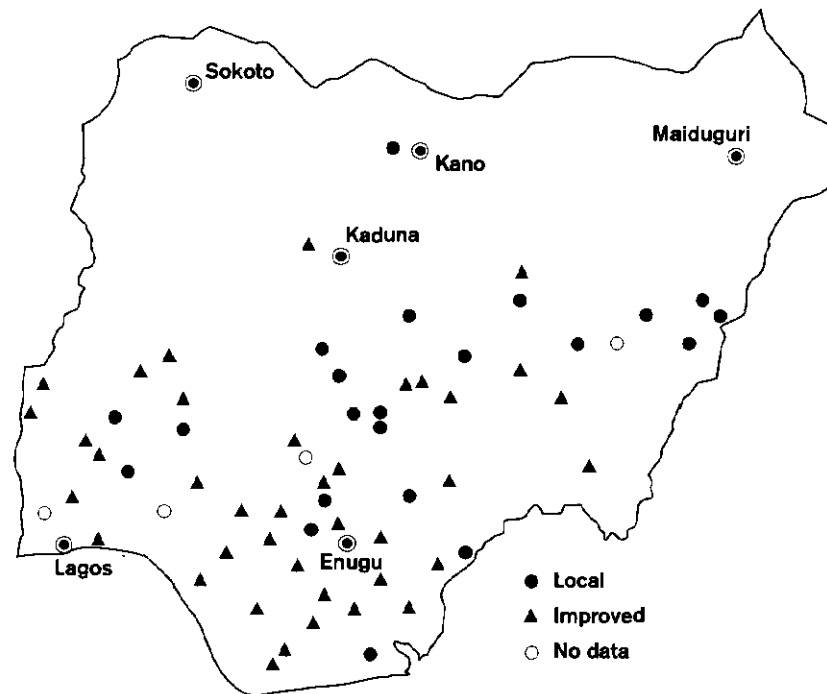 Sokoto
Maiduguri
Kano
Kaduna
Enugu
Lagos
Local
Improved
No data